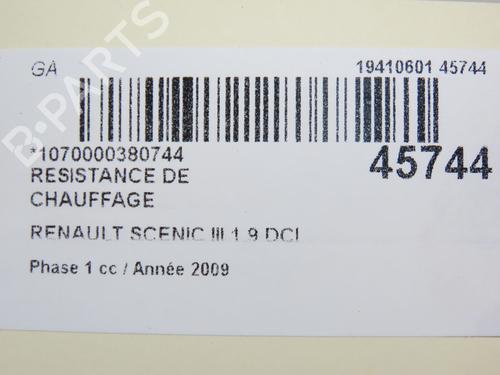 GA
19410601 45744
*1070000380744
45744
RESISTANCE DE
CHAUFFAGE
RENAULT SCENIC III 1.9 DCI
Phase 1 cc / Année 2009
B-PARTS